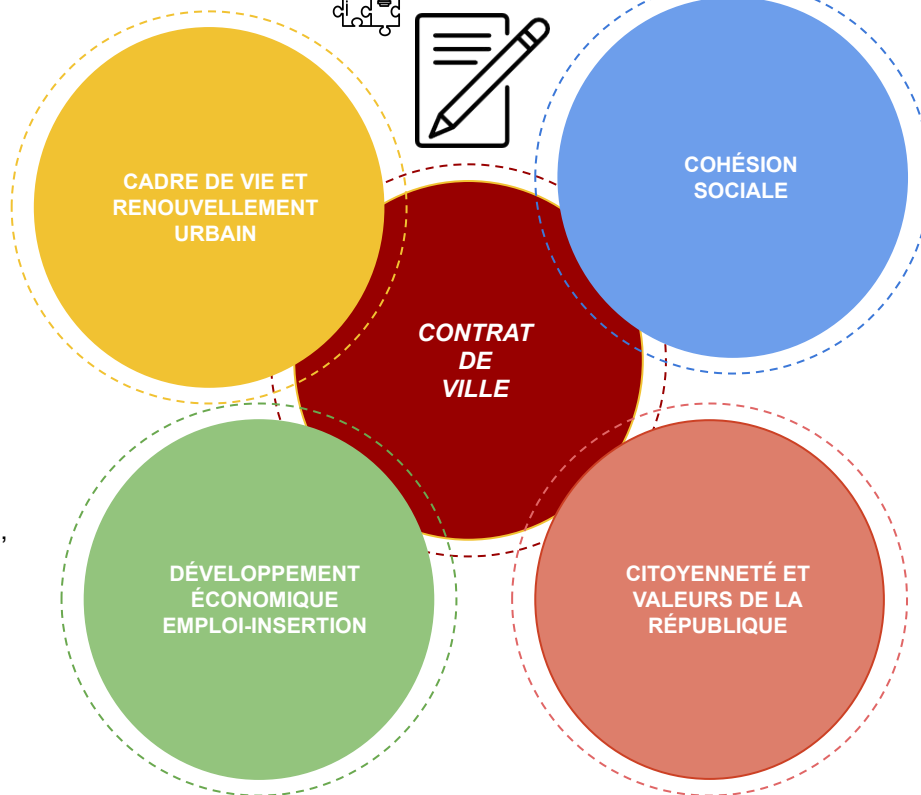 CADRE DE VIE ET
RENOUVELLEMENT
URBAIN
COHÉSION
SOCIALE
CONTRAT
DE
VILLE
,
DÉVELOPPEMENT
ÉCONOMIQUE
EMPLOI-INSERTION
CITOYENNETÉ ET
VALEURS DE LA
RÉPUBLIQUE